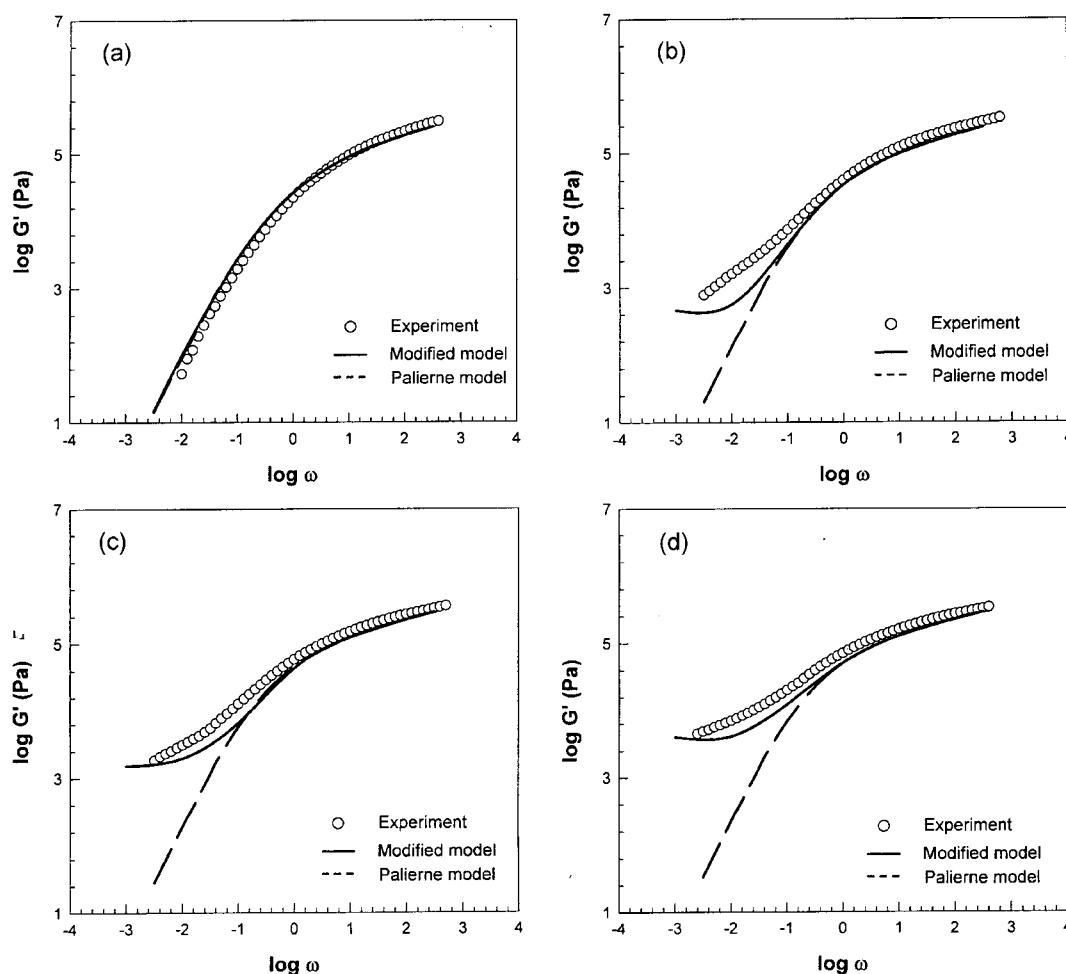 (a)
7
5
3
1
log G' (Pa)
Experiment
Modified model
Palierne model
-4 -3 -2 -1 0 1 2 3 4
log ω
(b)
7
5
3
1
log G' (Pa)
Experiment
Modified model
Palierne model
-4 -3 -2 -1 0 1 2 3 4
log ω
(c)
7
5
3
1
log G' (Pa)
Experiment
Modified model
Palierne model
-4 -3 -2 -1 0 1 2 3 4
log ω
(d)
7
5
3
1
log G' (Pa)
Experiment
Modified model
Palierne model
-4 -3 -2 -1 0 1 2 3 4
log ω